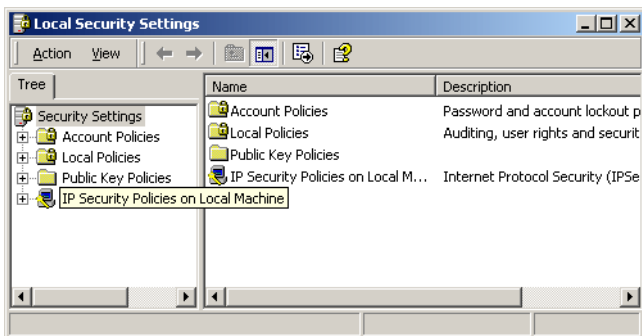 Local Security Settings
Action View
Tree
Security Settings
Account Policies
Local Policies
Public Key Policies
IP Security Policies on Local Machine
Name Description
Account Policies Password and account lockout p
Local Policies Auditing, user rights and securit
Public Key Policies
IP Security Policies on Local M... Internet Protocol Security (IPSe